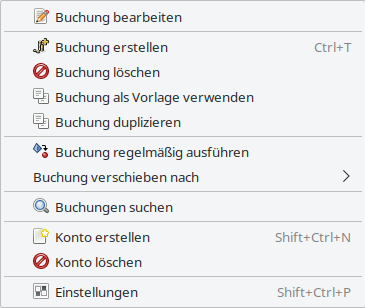 Buchung bearbeiten
Buchung erstellen Ctrl+T
Buchung löschen
Buchung als Vorlage verwenden
Buchung duplizieren
Buchung regelmäßig ausführen
Buchung verschieben nach
Buchungen suchen
Konto erstellen Shift+Ctrl+N
Konto löschen
Einstellungen Shift+Ctrl+P